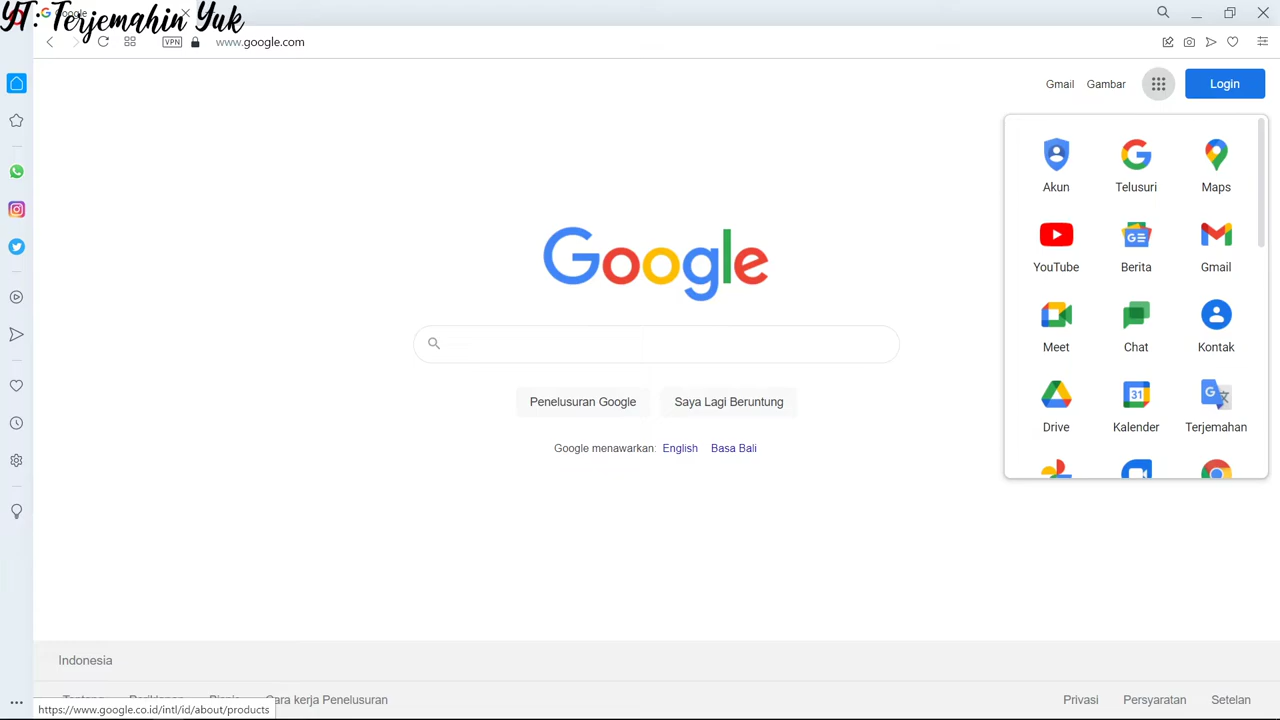 YT: Terjemahin Yuk
VPN
www.google.com
Gmail
Gambar
Login
Akun
Telusuri
Maps
YouTube
Berita
Gmail
Meet
Chat
Kontak
Drive
31
Kalender
Terjemahan
Google
Penelusuran Google
Saya Lagi Beruntung
Google menawarkan: English Basa Bali
Indonesia
Cara kerja Penelusuran
Privasi
Persyaratan
Setelan
https://www.google.co.id/intl/id/about/products